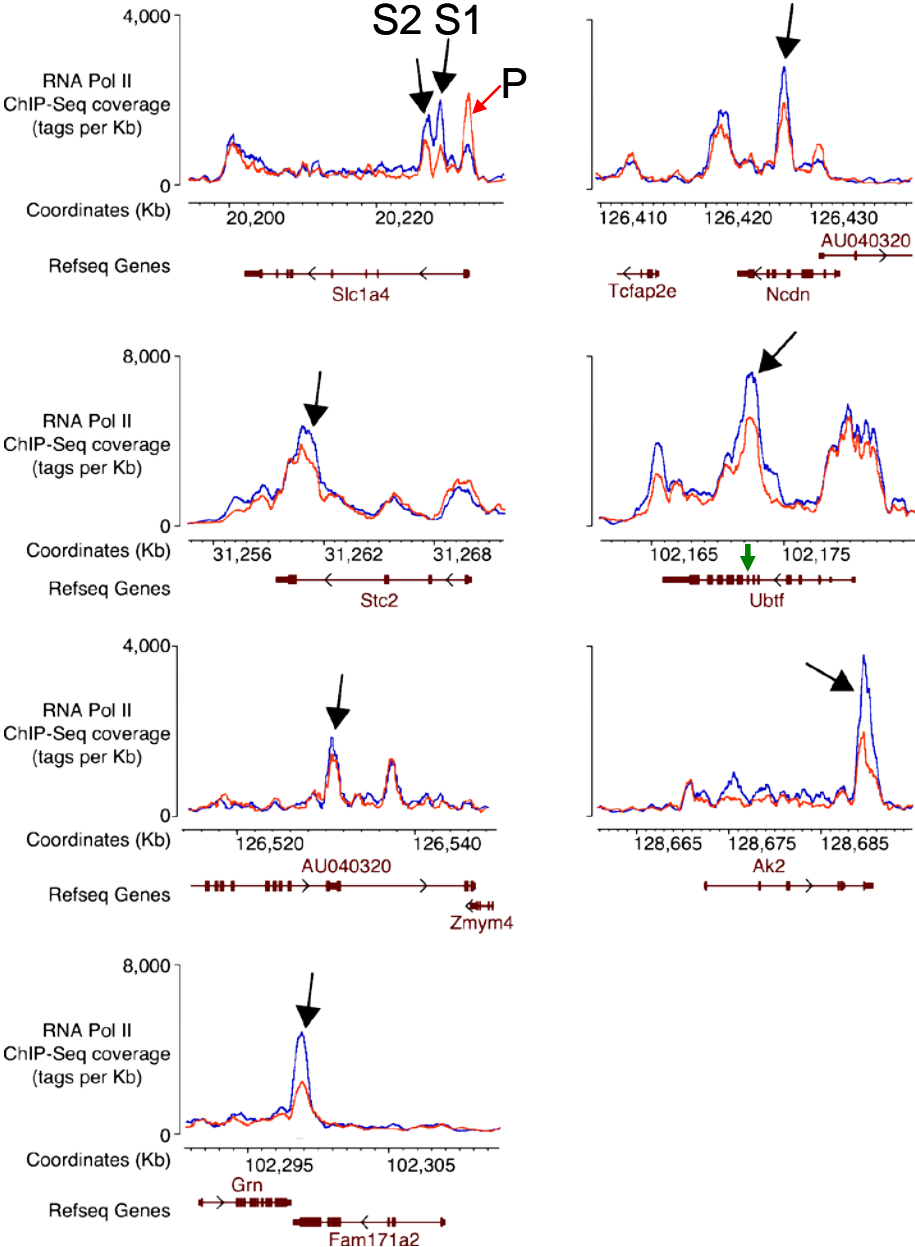 S2 S1
P
4,000
RNA Pol II
ChIP-Seq coverage
(tags per Kb)
0
Coordinates (Kb)
20,200 20,220
126,410 126,420 126,430
Refseq Genes
Slc1a4
AU040320
Tcfap2e
Ncdn
8,000
RNA Pol II
ChIP-Seq coverage
(tags per Kb)
0
Coordinates (Kb)
31,256 31,262 31,268
102,165 102,175
Refseq Genes
Stc2
Ubtf
4,000
RNA Pol II
ChIP-Seq coverage
(tags per Kb)
0
Coordinates (Kb)
126,520 126,540
128,665 128,675 128,685
Refseq Genes
AU040320
Zmym4
Ak2
8,000
RNA Pol II
ChIP-Seq coverage
(tags per Kb)
0
Coordinates (Kb)
102,295 102,305
Refseq Genes
Grn
Fam171a2